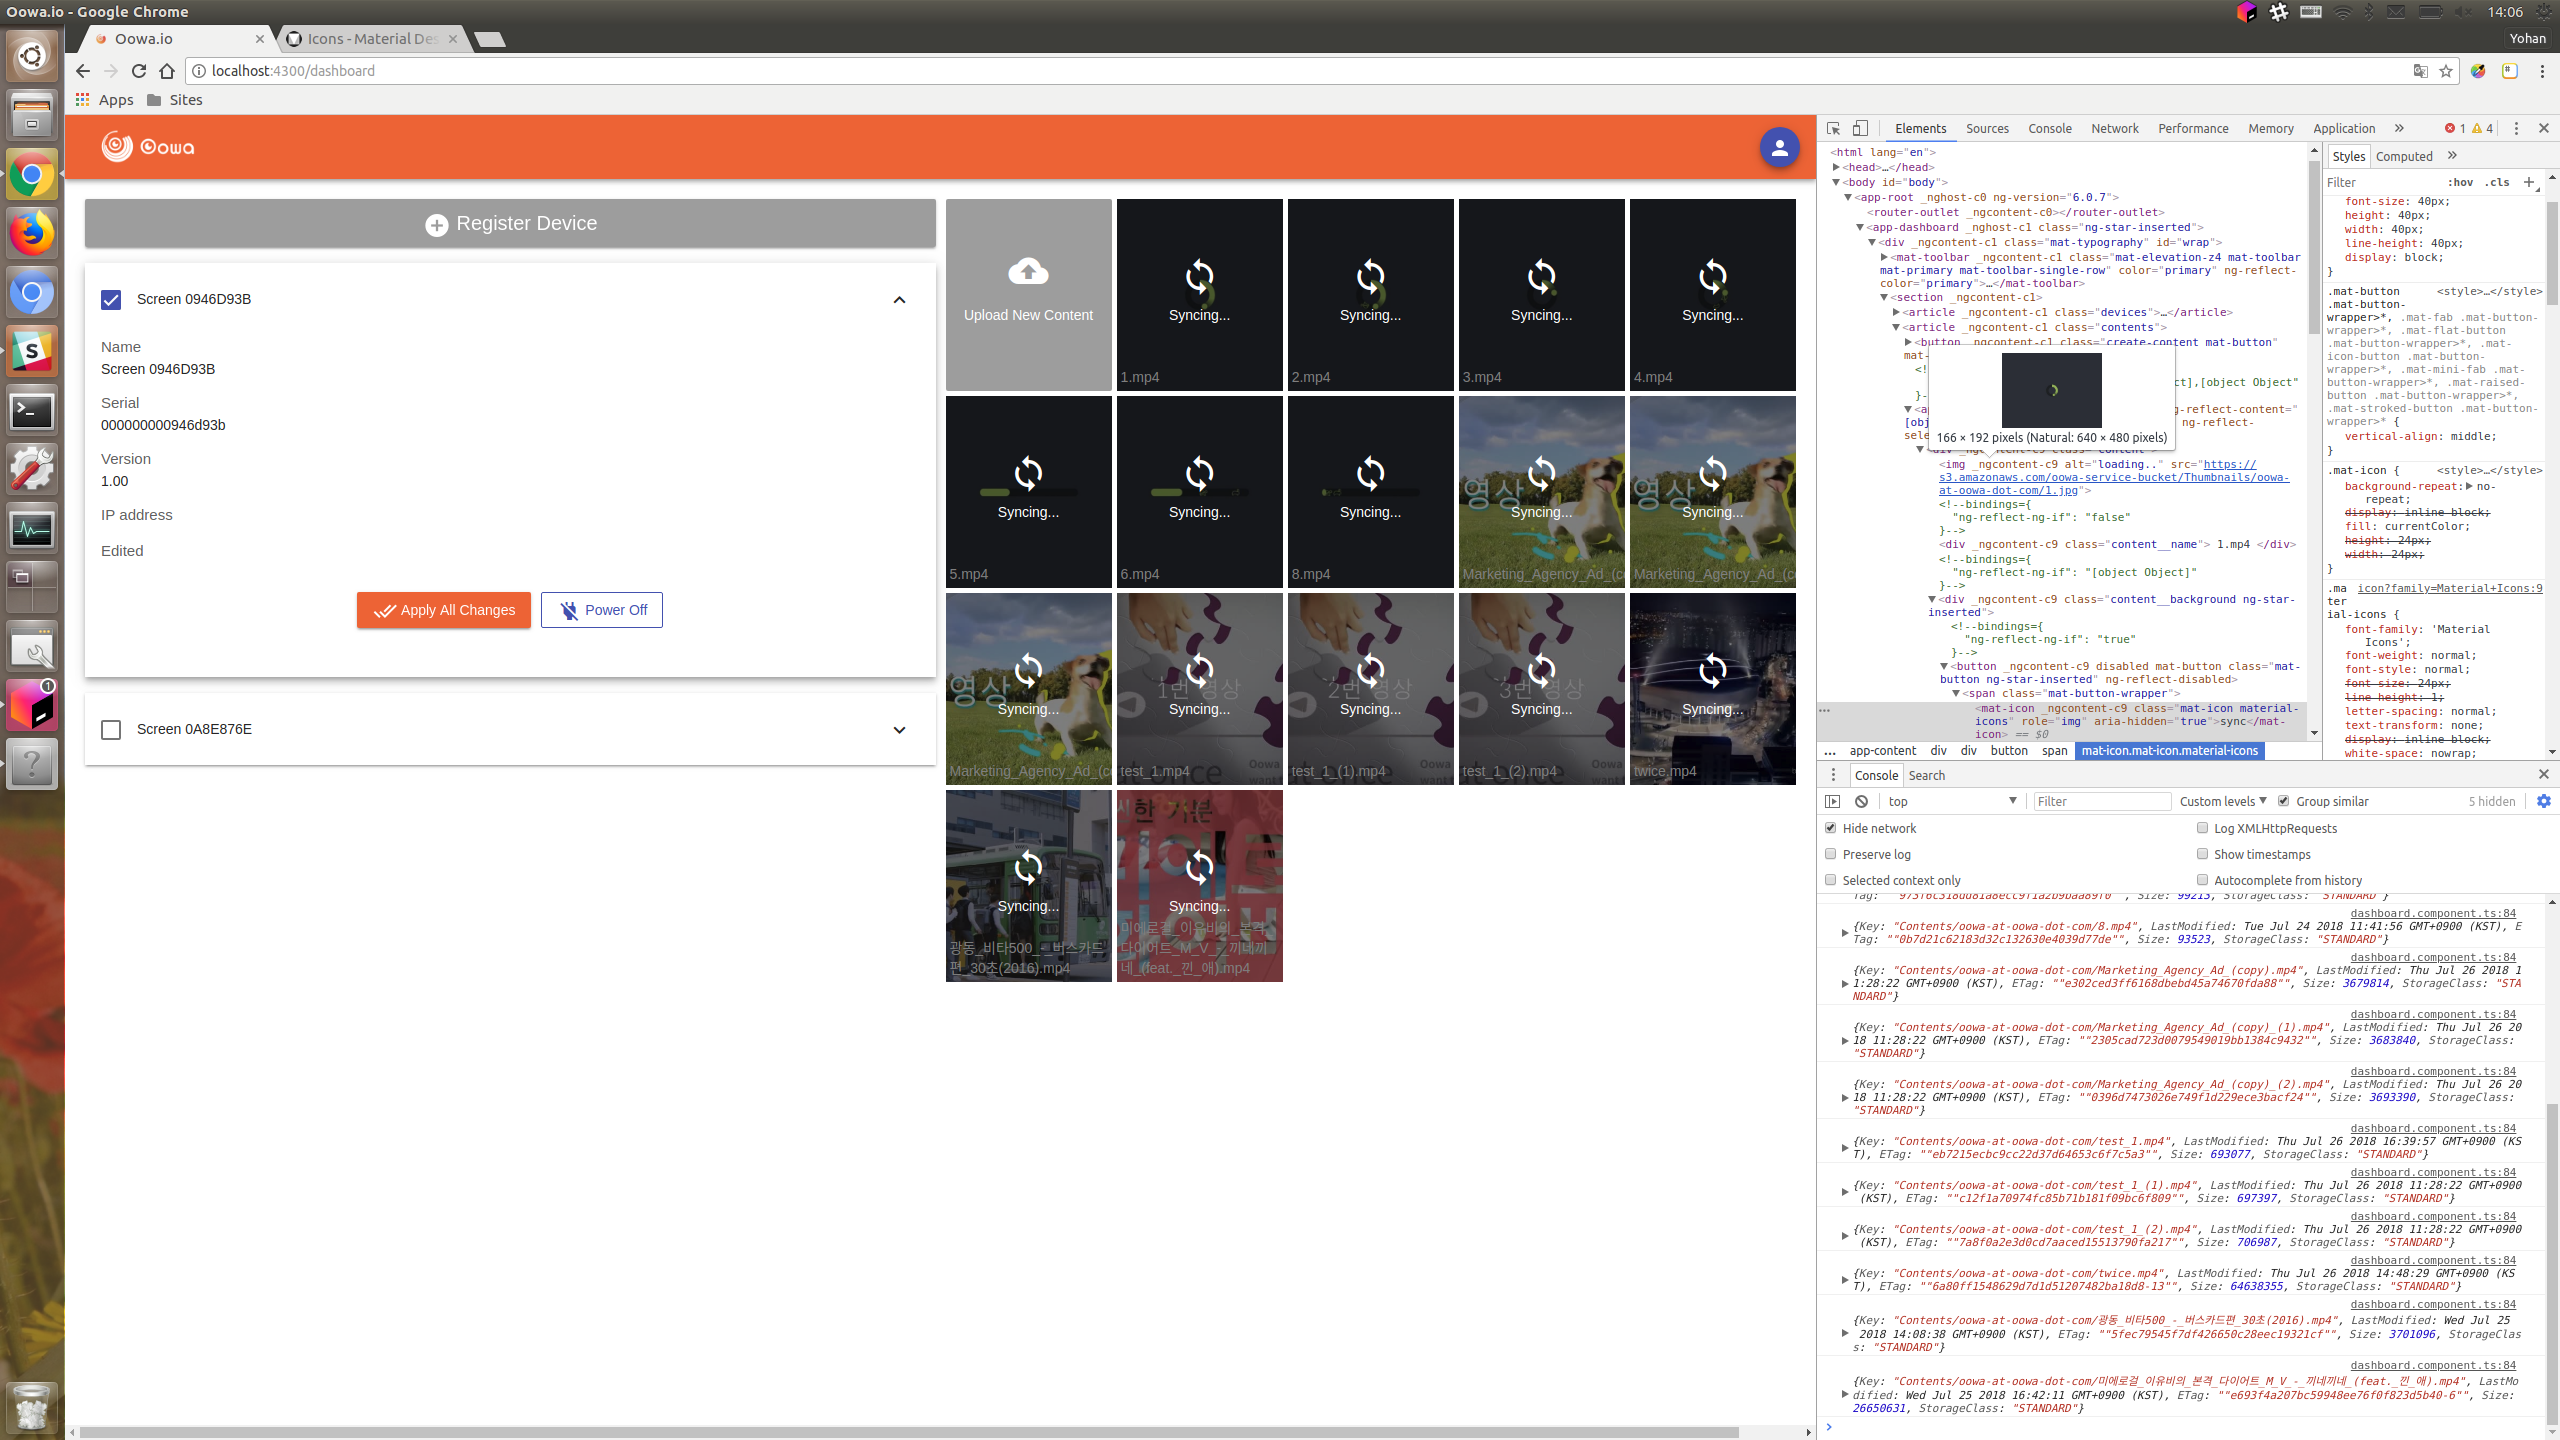 Oowa.io - Google Chrome
14:06
Oowa.io
Icons - Material Des
Yohan
localhost:4300/dashboard
Apps
Sites
Oowa
Register Device
Screen 0946D93B
Name
Screen 0946D93B
Serial
000000000946d93b
Version
1.00
IP address
Edited
Apply All Changes
Power Off
Screen 0A8E876E
Upload New Content
Syncing...
1.mp4
Syncing...
2.mp4
Syncing...
3.mp4
Syncing...
4.mp4
Syncing...
5.mp4
Syncing...
6.mp4
Syncing...
8.mp4
영상
Syncing...
Marketing_Agency_Ad_(co
영상
Syncing...
Marketing_Agency_Ad_(co
영상
Syncing...
Marketing_Agency_Ad_(co
1번 영상
Syncing...
test_1.mp4
2번 영상
Syncing...
test_1_(1).mp4
3번 영상
Syncing...
test_1_(2).mp4
Syncing...
twice.mp4
Syncing...
광동_비타500_-_버스카드
편_30초(2016).mp4
Syncing...
미에로걸_이유비의_본격_
다이어트_M_V_-_끼네끼
네_(feat._낀_애).mp4
Elements
Sources
Console
Network
Performance
Memory
Application
1
4
<html lang="en">
<head>…</head>
<body id="body">
<app-root _nghost-c0 ng-version="6.0.7">
<router-outlet _ngcontent-c0></router-outlet>
<app-dashboard _nghost-c1 class="ng-star-inserted">
<div _ngcontent-c1 class="mat-typography" id="wrap">
<mat-toolbar _ngcontent-c1 class="mat-elevation-z4 mat-toolbar
mat-primary mat-toolbar-single-row" color="primary" ng-reflect-
color="primary">…</mat-toolbar>
<section _ngcontent-c1>
<article _ngcontent-c1 class="devices">…</article>
<article _ngcontent-c1 class="contents">
<button _ngcontent-c1 class="create-content mat-button"
mat-
<!
ct],[object Object"
}-
<a
g-reflect-content="
[obj
ng-reflect-
sele
166 × 192 pixels (Natural: 640 × 480 pixels)
<img _ngcontent-c9 alt="loading.." src="https://
s3.amazonaws.com/oowa-service-bucket/Thumbnails/oowa-
at-oowa-dot-com/1.jpg">
<!--bindings={
"ng-reflect-ng-if": "false"
}-->
<div _ngcontent-c9 class="content__name"> 1.mp4 </div>
<!--bindings={
"ng-reflect-ng-if": "[object Object]"
}-->
<div _ngcontent-c9 class="content__background ng-star-
inserted">
<!--bindings={
"ng-reflect-ng-if": "true"
}-->
<button _ngcontent-c9 disabled mat-button class="mat-
button ng-star-inserted" ng-reflect-disabled>
<span class="mat-button-wrapper">
<mat-icon _ngcontent-c9 class="mat-icon material-
icons" role="img" aria-hidden="true">sync</mat-
icon> == $0
... app-content div div button span mat-icon.mat-icon.material-icons
Styles
Computed
Filter
:hov .cls
font-size: 40px;
height: 40px;
width: 40px;
line-height: 40px;
display: block;
}
.mat-button <style>…</style>
.mat-button-
wrapper>*, .mat-fab .mat-button-
wrapper>*, .mat-flat-button
.mat-button-wrapper>*, .mat-
icon-button .mat-button-
wrapper>*, .mat-mini-fab .mat-
button-wrapper>*, .mat-raised-
button .mat-button-wrapper>*,
.mat-stroked-button .mat-button-
wrapper>* {
vertical-align: middle;
}
.mat-icon { <style>…</style>
background-repeat: no-
repeat;
display: inline-block;
fill: currentColor;
height: 24px;
width: 24px;
}
.ma icon?family=Material+Icons:9
ter
ial-icons {
font-family: 'Material
Icons';
font-weight: normal;
font-style: normal;
font-size: 24px;
line-height: 1;
letter-spacing: normal;
text-transform: none;
display: inline-block;
white-space: nowrap;
Console
Search
top
Filter
Custom levels
Group similar
5 hidden
Hide network
Log XMLHttpRequests
Preserve log
Show timestamps
Selected context only
Autocomplete from history
dashboard.component.ts:84
{Key: "Contents/oowa-at-oowa-dot-com/8.mp4", LastModified: Tue Jul 24 2018 11:41:56 GMT+0900 (KST), E
Tag: ""0b7d21c62183d32c132630e4039d77de"", Size: 93523, StorageClass: "STANDARD"}
dashboard.component.ts:84
{Key: "Contents/oowa-at-oowa-dot-com/Marketing_Agency_Ad_(copy).mp4", LastModified: Thu Jul 26 2018 1
1:28:22 GMT+0900 (KST), ETag: ""e302ced3ff6168dbebd45a74670fda88"", Size: 3679814, StorageClass: "STA
NDARD"}
dashboard.component.ts:84
{Key: "Contents/oowa-at-oowa-dot-com/Marketing_Agency_Ad_(copy)_(1).mp4", LastModified: Thu Jul 26 20
18 11:28:22 GMT+0900 (KST), ETag: ""2305cad723d0079549019bb1384c9432"", Size: 3683840, StorageClass:
"STANDARD"}
dashboard.component.ts:84
{Key: "Contents/oowa-at-oowa-dot-com/Marketing_Agency_Ad_(copy)_(2).mp4", LastModified: Thu Jul 26 20
18 11:28:22 GMT+0900 (KST), ETag: ""0396d7473026e749f1d229ece3bacf24"", Size: 3693390, StorageClass:
"STANDARD"}
dashboard.component.ts:84
{Key: "Contents/oowa-at-oowa-dot-com/test_1.mp4", LastModified: Thu Jul 26 2018 16:39:57 GMT+0900 (KS
T), ETag: ""eb7215ecbc9cc22d37d64653c6f7c5a3"", Size: 693077, StorageClass: "STANDARD"}
dashboard.component.ts:84
{Key: "Contents/oowa-at-oowa-dot-com/test_1_(1).mp4", LastModified: Thu Jul 26 2018 11:28:22 GMT+0900
(KST), ETag: ""c12f1a70974fc85b71b181f09bc6f809"", Size: 697397, StorageClass: "STANDARD"}
dashboard.component.ts:84
{Key: "Contents/oowa-at-oowa-dot-com/test_1_(2).mp4", LastModified: Thu Jul 26 2018 11:28:22 GMT+0900
(KST), ETag: ""7a8f0a2e3d0cd7aaced15513790fa217"", Size: 706987, StorageClass: "STANDARD"}
dashboard.component.ts:84
{Key: "Contents/oowa-at-oowa-dot-com/twice.mp4", LastModified: Thu Jul 26 2018 14:48:29 GMT+0900 (KS
T), ETag: ""6a80ff1548629d7d1d51207482ba18d8-13"", Size: 64638355, StorageClass: "STANDARD"}
dashboard.component.ts:84
{Key: "Contents/oowa-at-oowa-dot-com/광동_비타500_-_버스카드편_30초(2016).mp4", LastModified: Wed Jul 25
2018 14:08:38 GMT+0900 (KST), ETag: ""5fec79545f7df426650c28eec19321cf"", Size: 3701096, StorageClas
s: "STANDARD"}
dashboard.component.ts:84
{Key: "Contents/oowa-at-oowa-dot-com/미에로걸_이유비의_본격_다이어트_M_V_-_끼네끼네_(feat._낀_애).mp4", LastMo
dified: Wed Jul 25 2018 16:42:11 GMT+0900 (KST), ETag: ""e693f4a207bc59948ee76f0f823d5b40-6"", Size:
26650631, StorageClass: "STANDARD"}